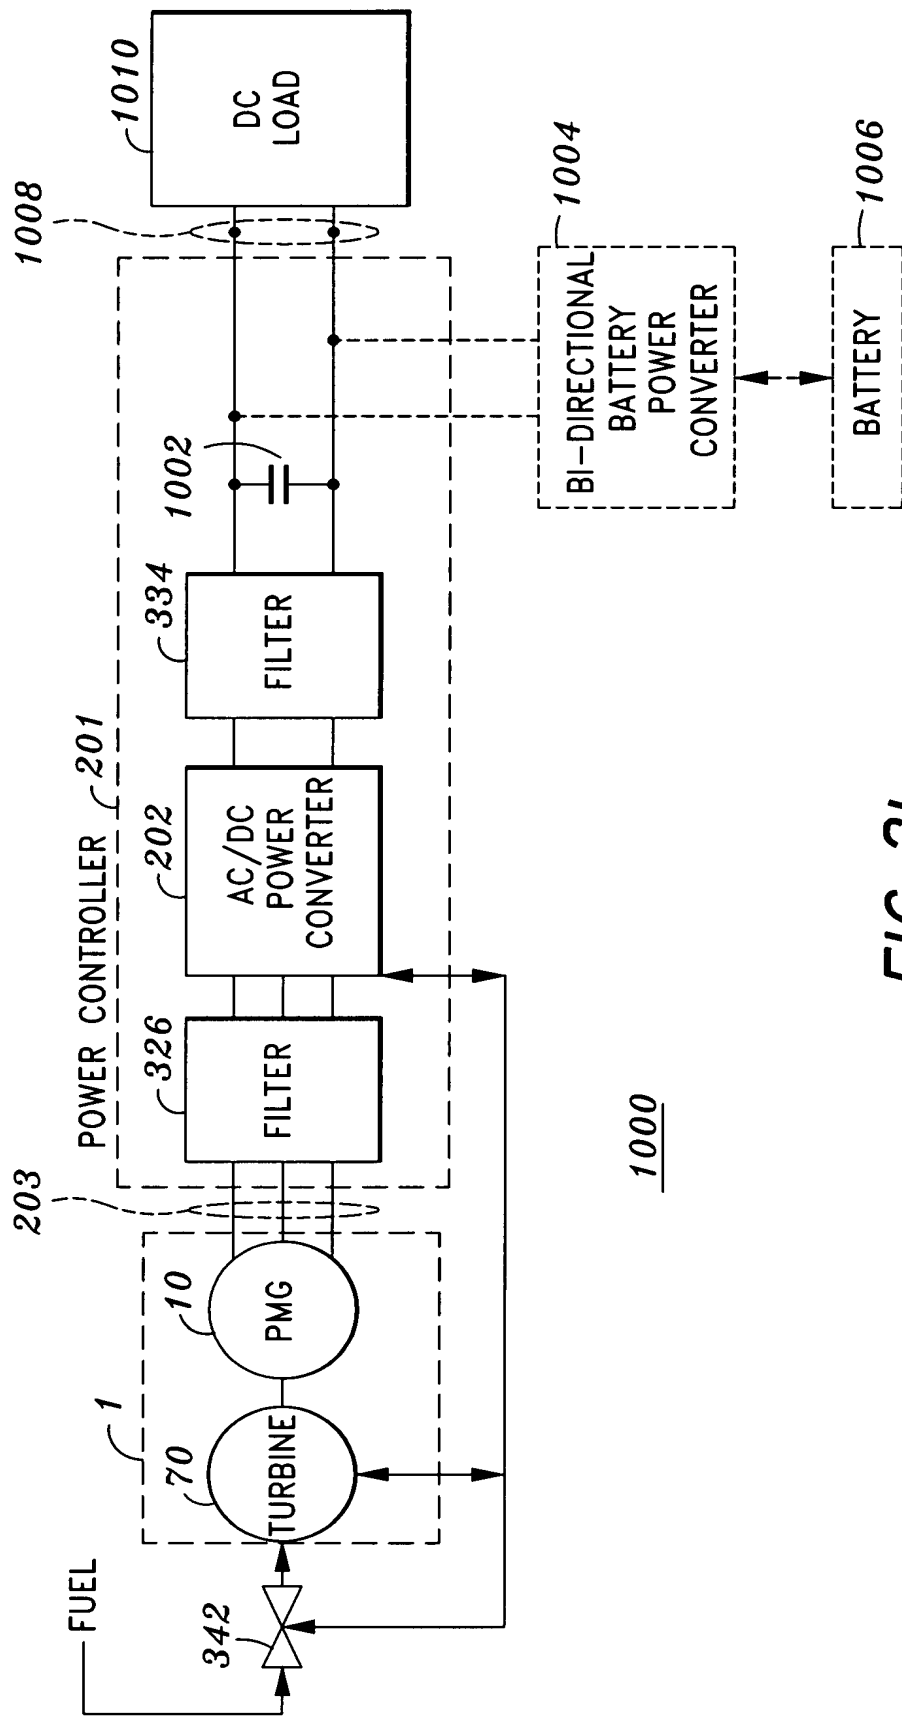 FUEL
342
1
70
TURBINE
10
PMG
203
POWER CONTROLLER
201
326
FILTER
202
AC/DC
POWER
CONVERTER
334
FILTER
1002
1008
1010
DC
LOAD
1004
BI-DIRECTIONAL
BATTERY
POWER
CONVERTER
1006
BATTERY
1000
FIG.